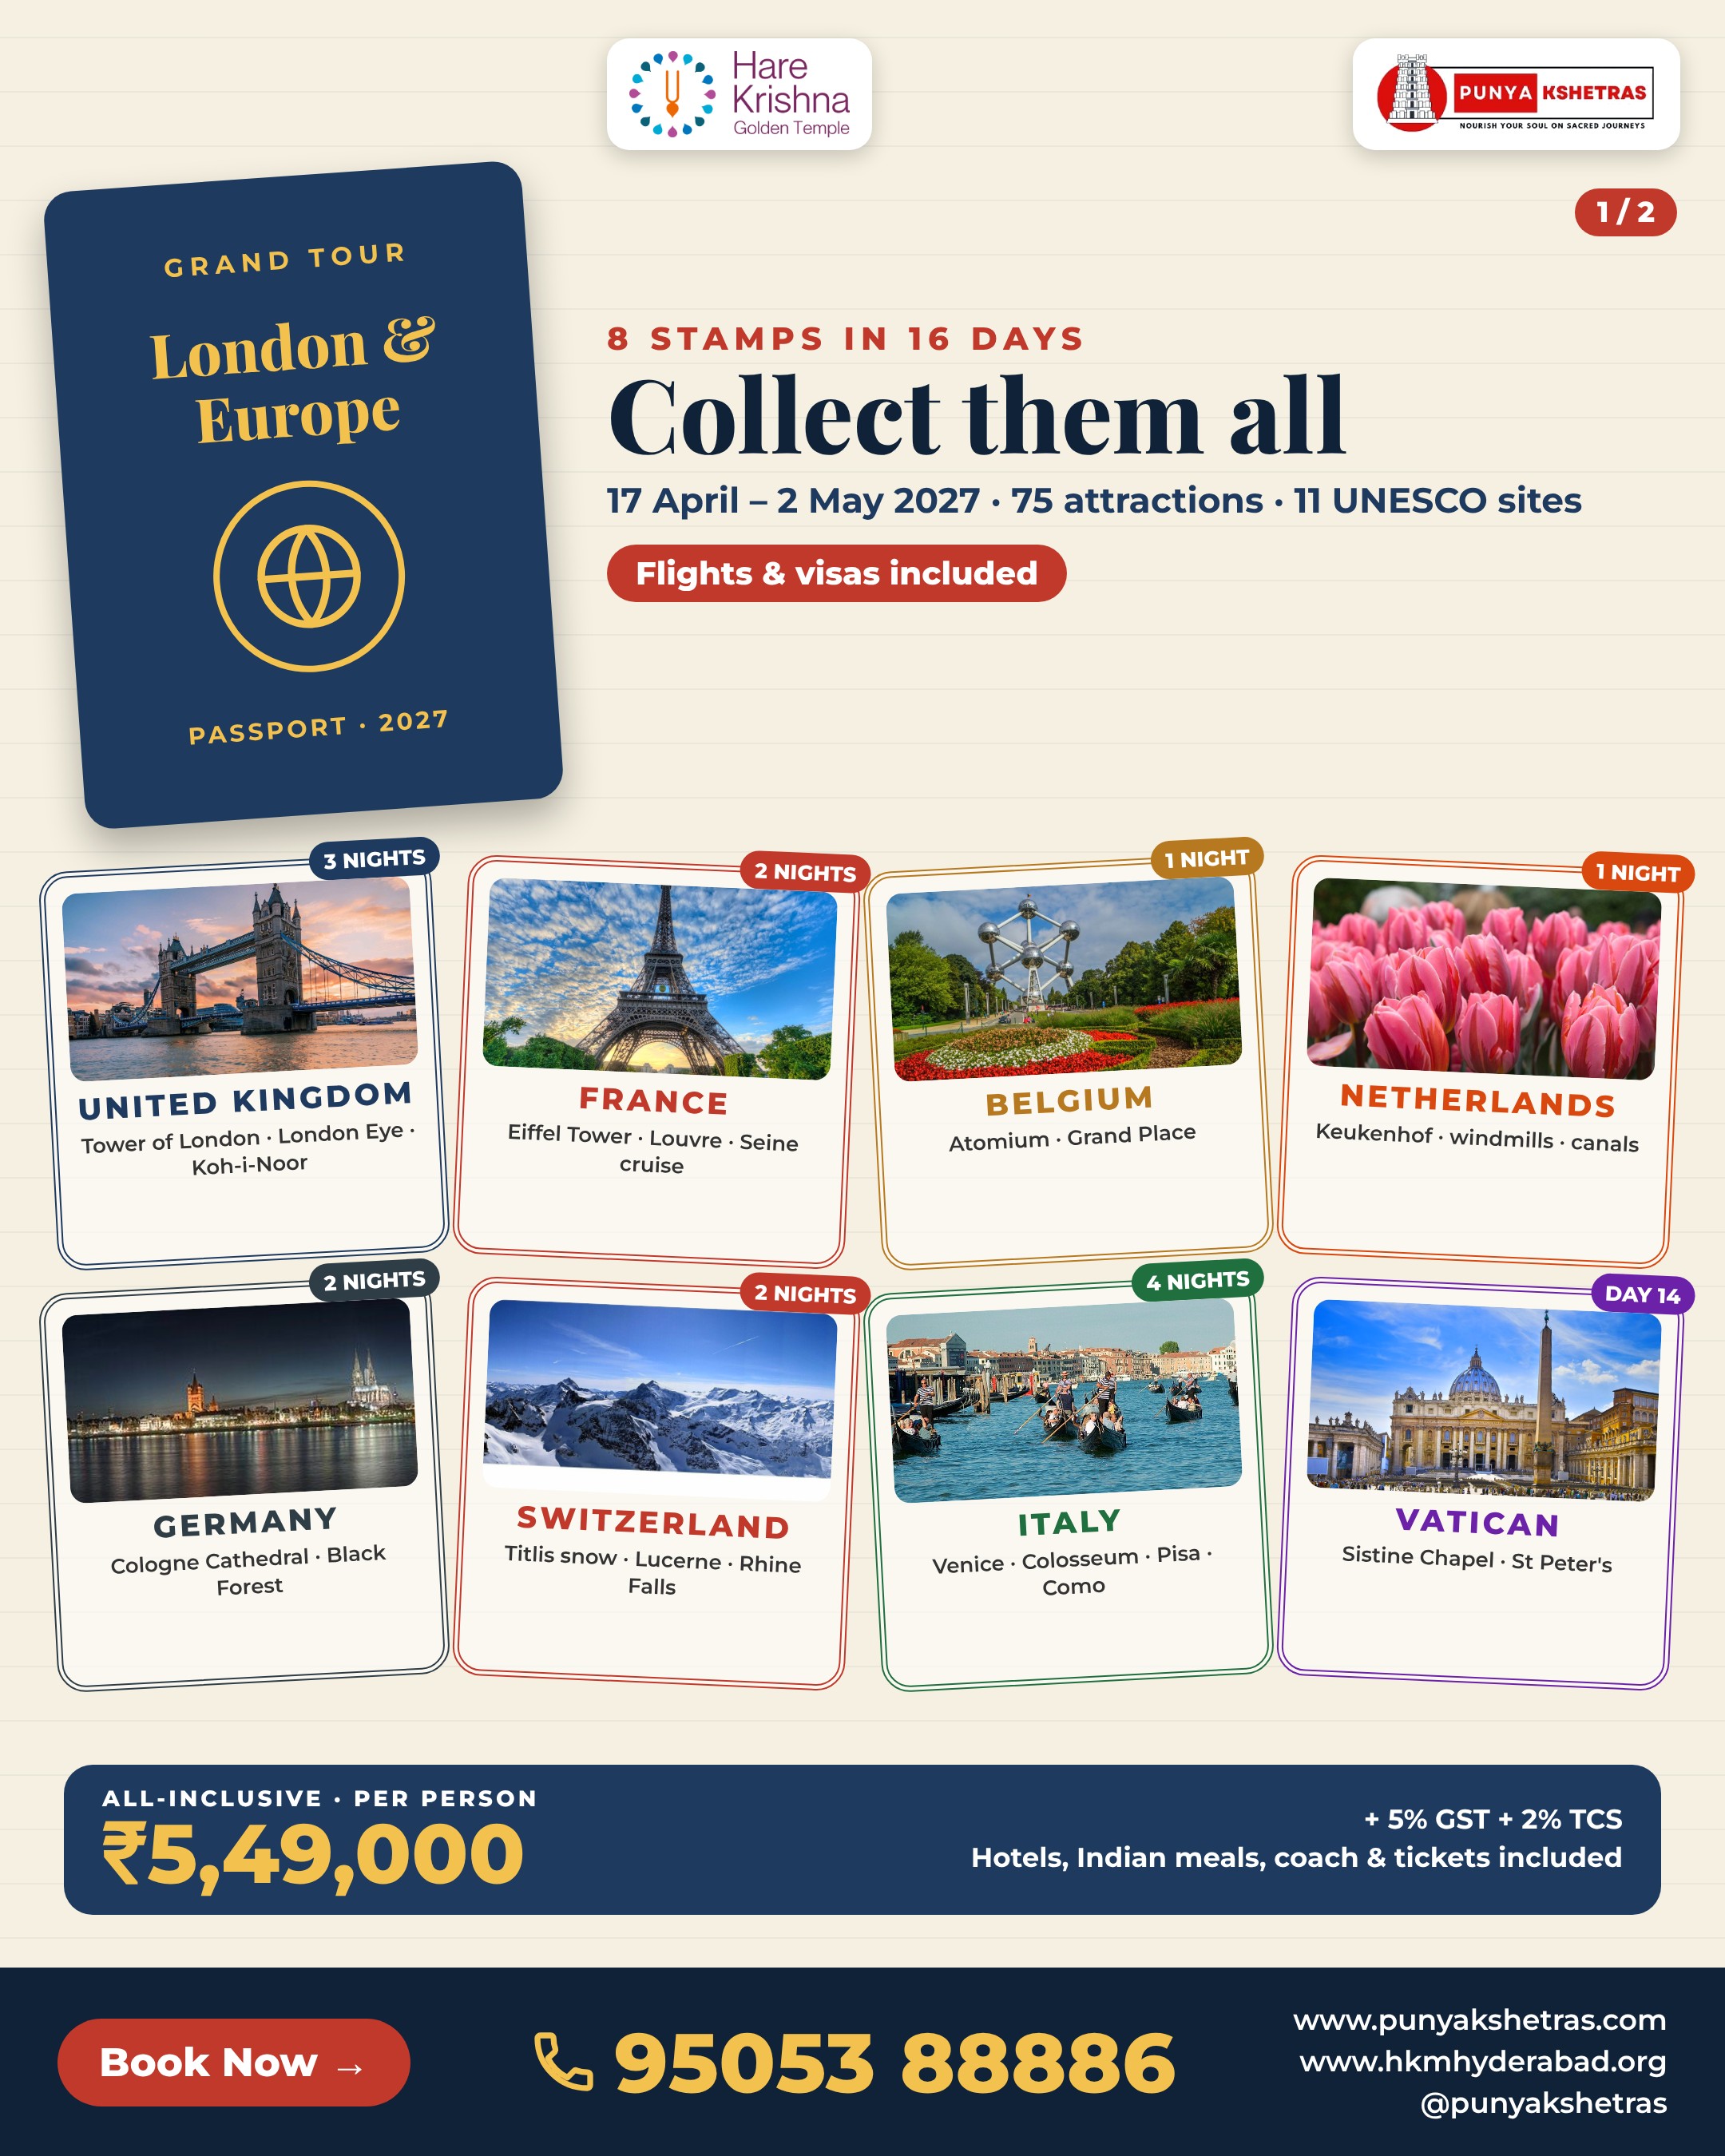 Hare
Krishna
Golden Temple
PUNYA KSHETRAS
NOURISH YOUR SOUL ON SACRED JOURNEYS
1 / 2
GRAND TOUR
London &
Europe
PASSPORT · 2027
8 STAMPS IN 16 DAYS
Collect them all
17 April – 2 May 2027 · 75 attractions · 11 UNESCO sites
Flights & visas included
3 NIGHTS
UNITED KINGDOM
Tower of London · London Eye ·
Koh-i-Noor
2 NIGHTS
FRANCE
Eiffel Tower · Louvre · Seine
cruise
1 NIGHT
BELGIUM
Atomium · Grand Place
1 NIGHT
NETHERLANDS
Keukenhof · windmills · canals
2 NIGHTS
GERMANY
Cologne Cathedral · Black
Forest
2 NIGHTS
SWITZERLAND
Titlis snow · Lucerne · Rhine
Falls
4 NIGHTS
ITALY
Venice · Colosseum · Pisa ·
Como
DAY 14
VATICAN
Sistine Chapel · St Peter's
ALL-INCLUSIVE · PER PERSON
₹5,49,000
+ 5% GST + 2% TCS
Hotels, Indian meals, coach & tickets included
Book Now →
95053 88886
www.punyakshetras.com
www.hkmhyderabad.org
@punyakshetras